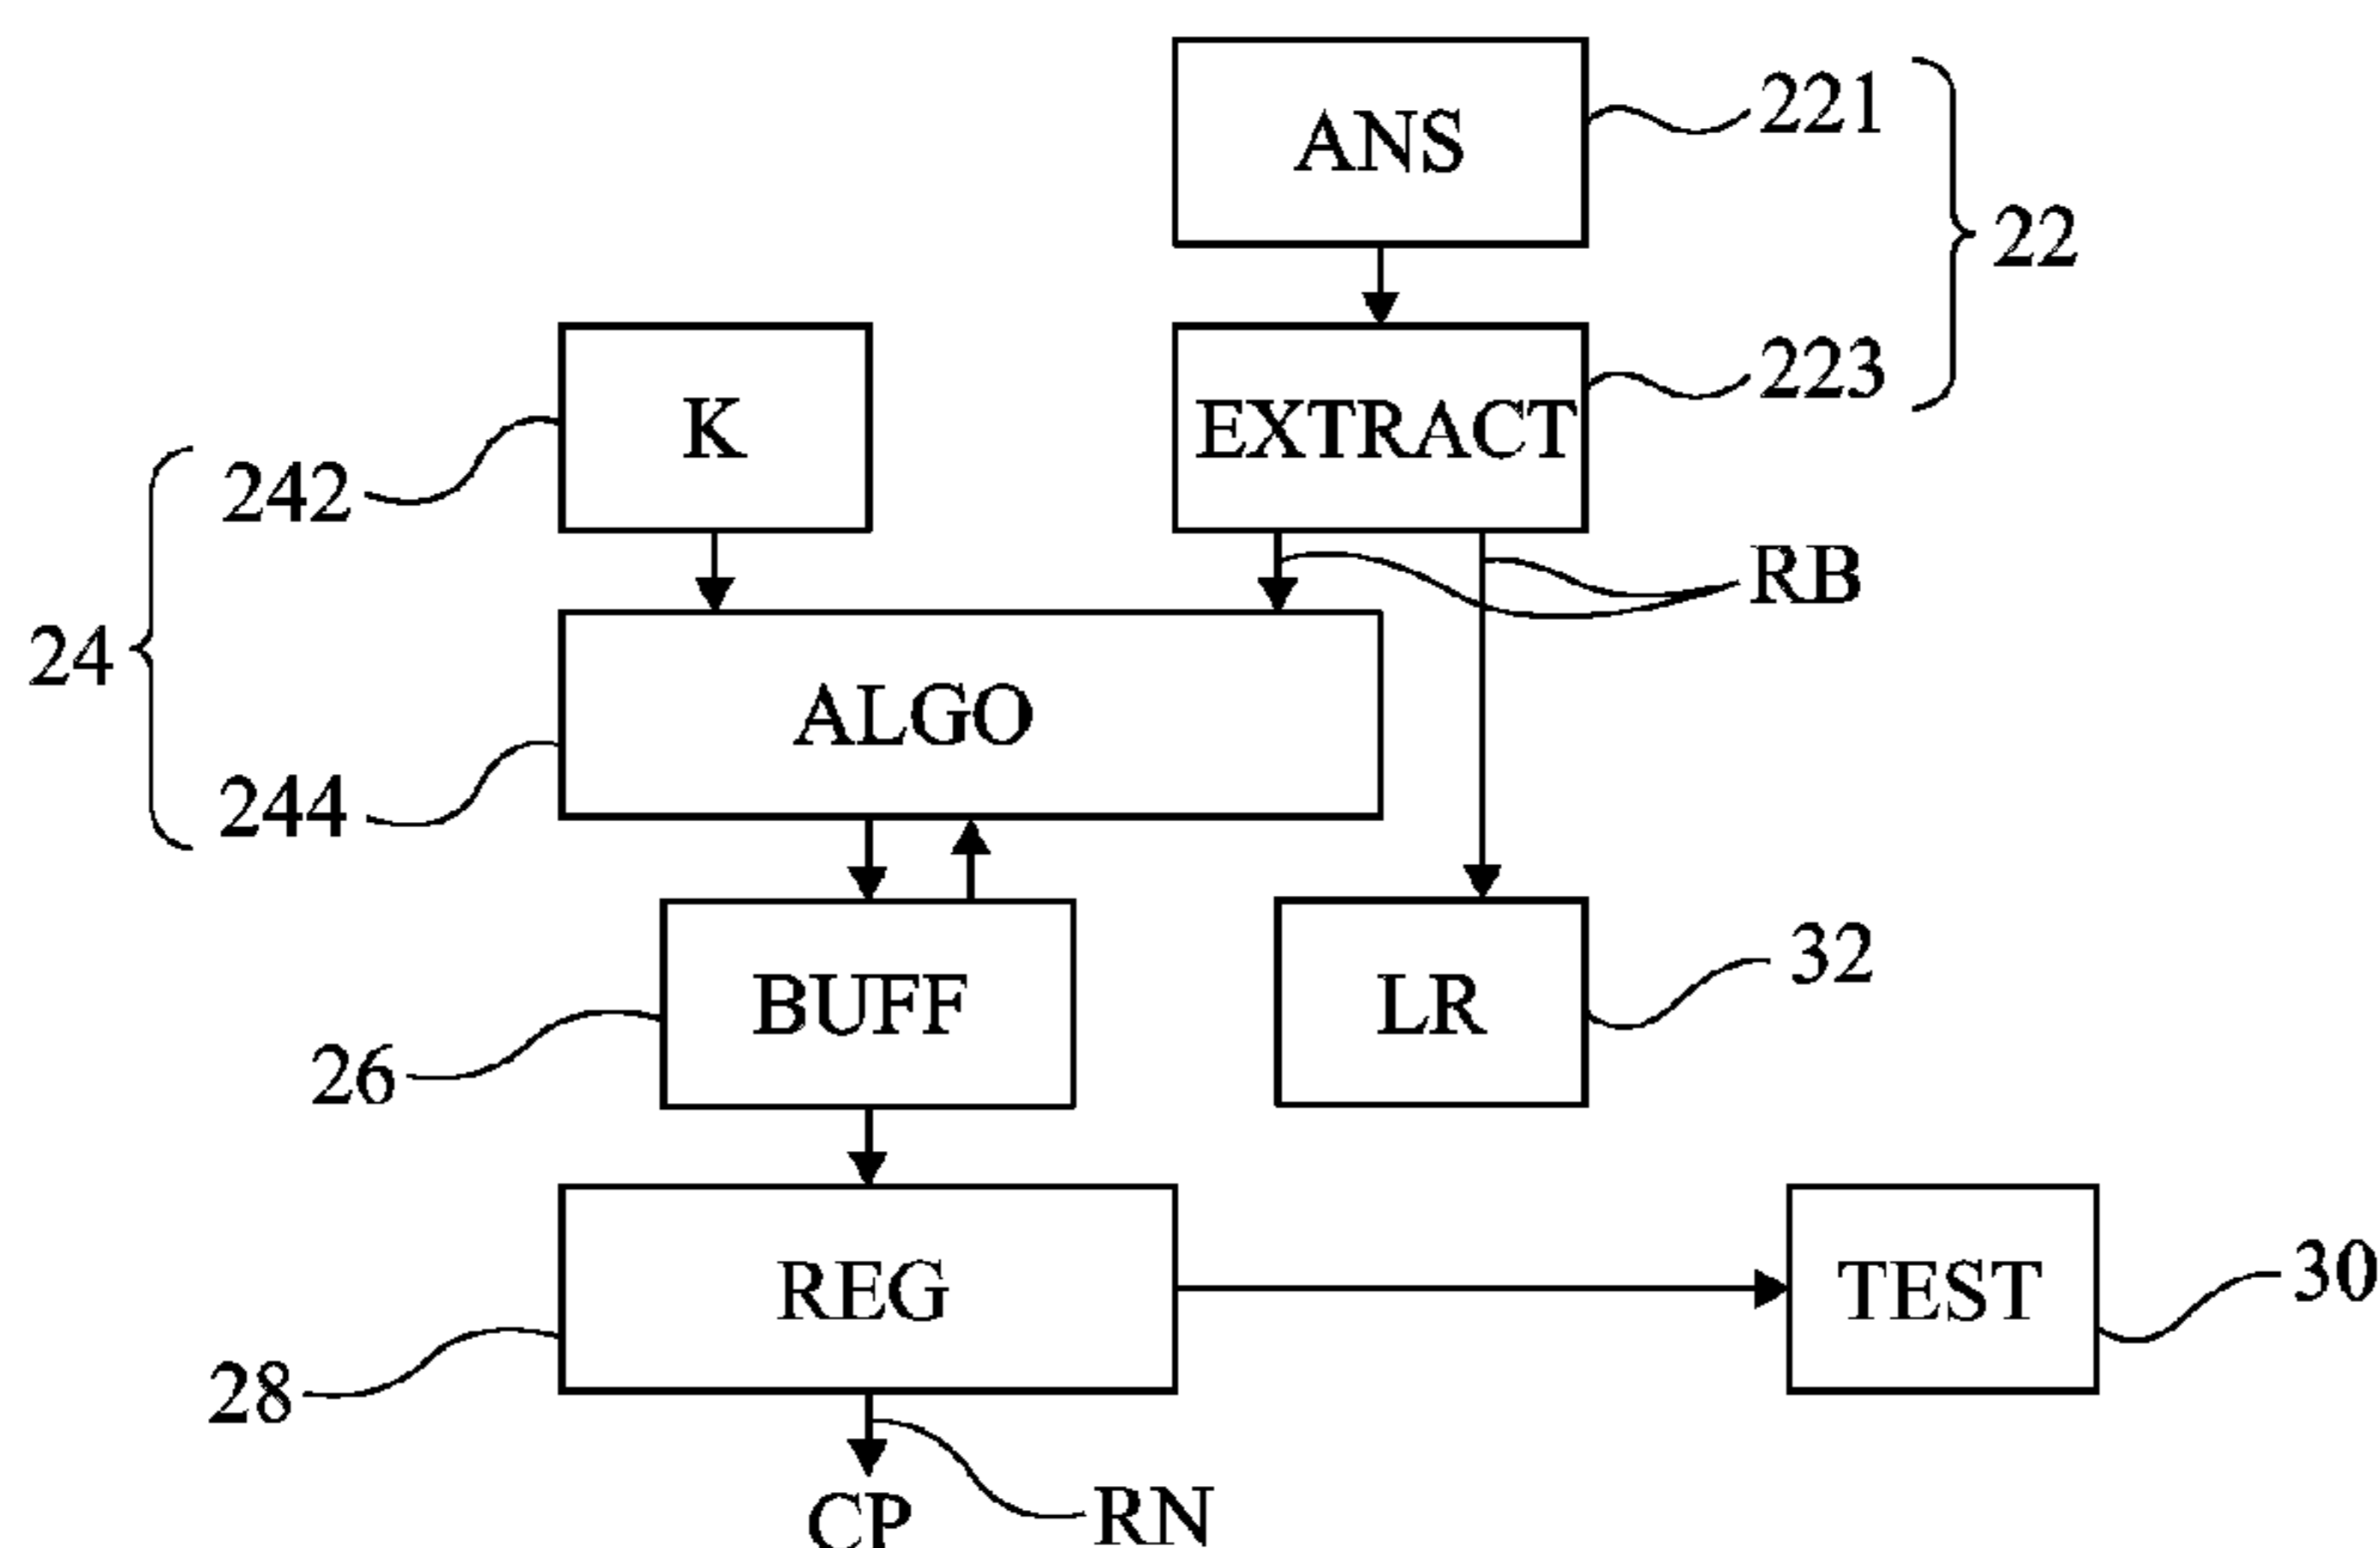 ANS
221
22
K
EXTRACT
223
242
RB
24
ALGO
244
BUFF
LR
32
26
REG
TEST
30
28
CP
RN